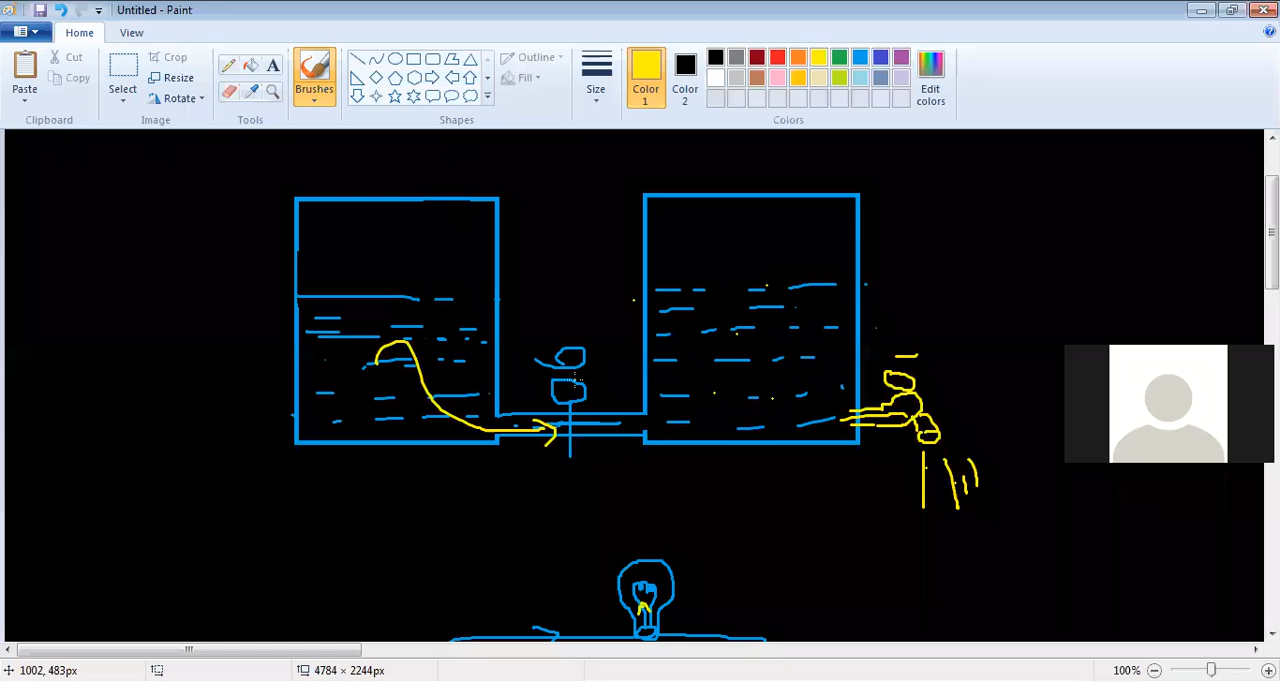 Untitled - Paint
Home
View
Paste
Cut
Copy
Clipboard
Select
Crop
Resize
Rotate
Image
A
Tools
Brushes
Outline
Fill
Shapes
Size
Color 1
Color 2
Edit colors
Colors
1002, 483px
4784 × 2244px
100%